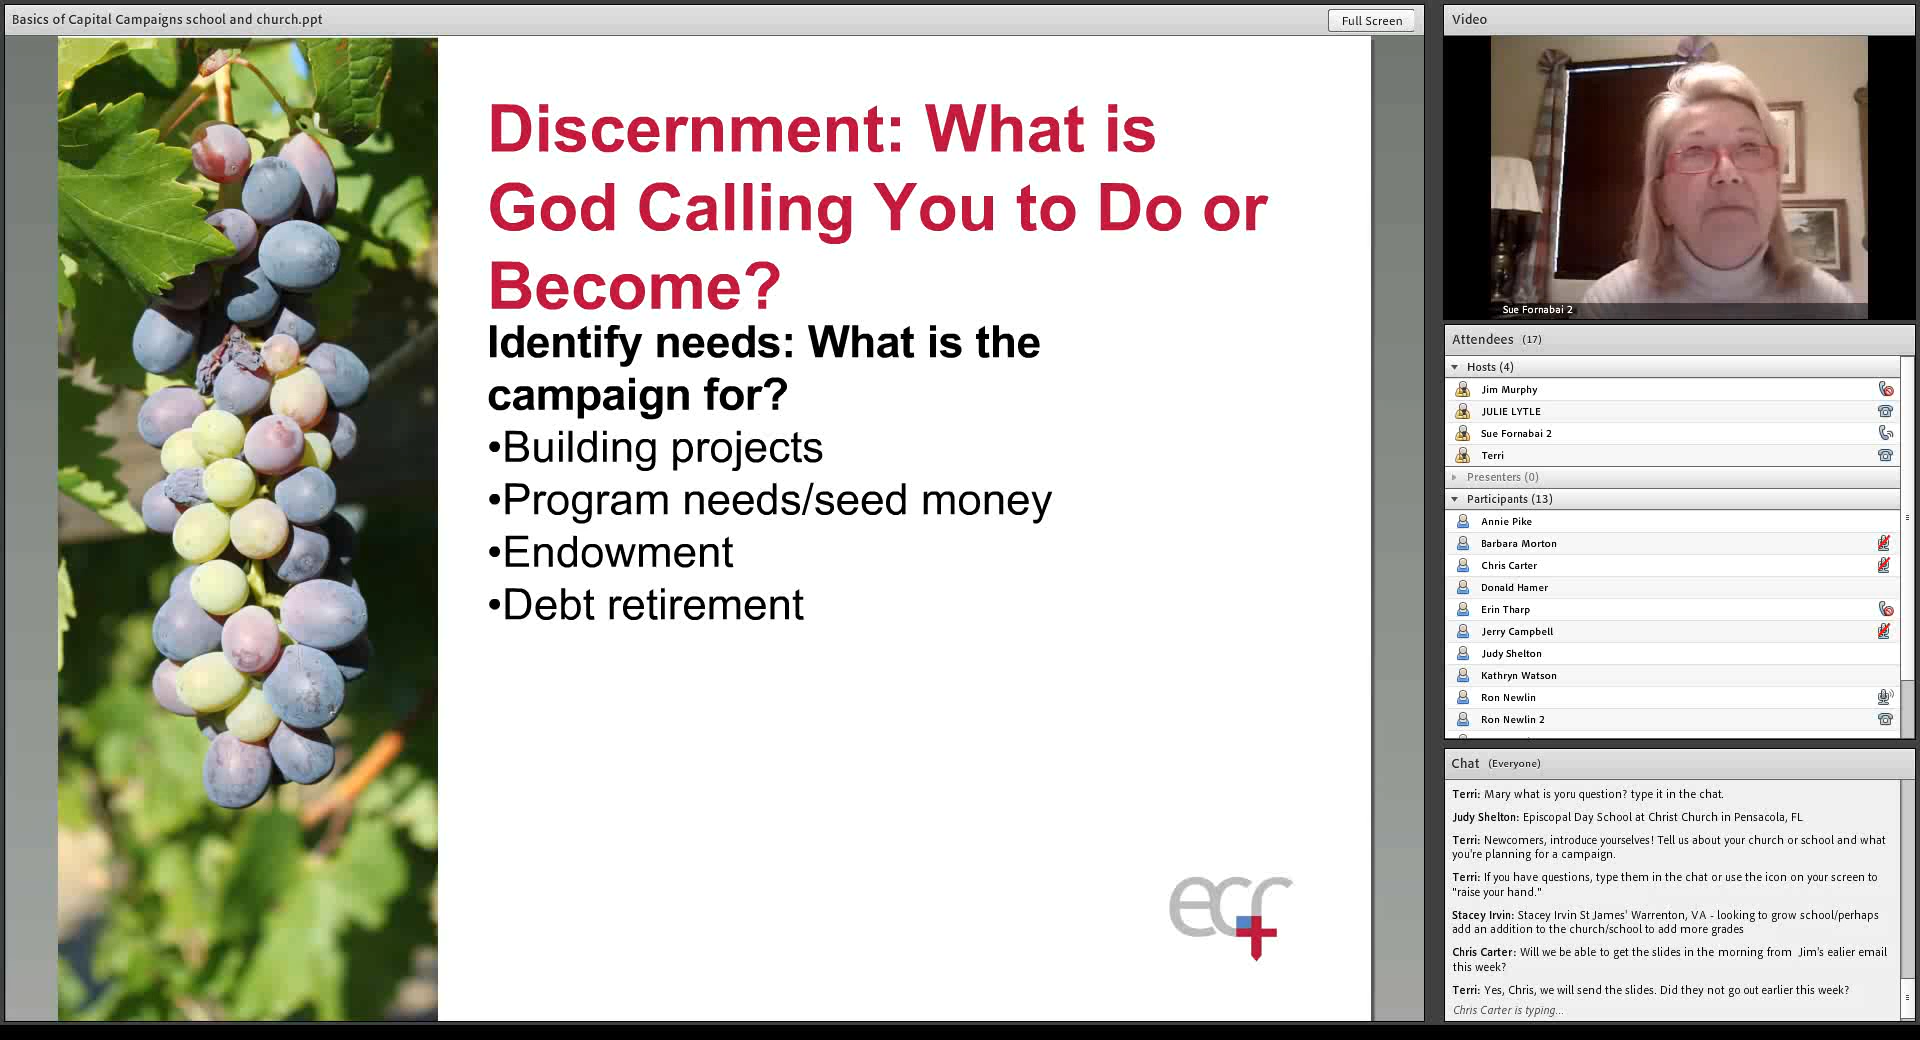 Basics of Capital Campaigns school and church.ppt
Full Screen
Discernment: What is
God Calling You to Do or
Become?
Identify needs: What is the
campaign for?
•Building projects
•Program needs/seed money
•Endowment
•Debt retirement
ecf
Video
Sue Fornabai 2
Attendees (17)
Hosts (4)
Jim Murphy
JULIE LYTLE
Sue Fornabai 2
Terri
Presenters (0)
Participants (13)
Annie Pike
Barbara Morton
Chris Carter
Donald Hamer
Erin Tharp
Jerry Campbell
Judy Shelton
Kathryn Watson
Ron Newlin
Ron Newlin 2
Chat (Everyone)
Terri: Mary what is yoru question? type it in the chat.
Judy Shelton: Episcopal Day School at Christ Church in Pensacola, FL
Terri: Newcomers, introduce yourselves! Tell us about your church or school and what
you're planning for a campaign.
Terri: If you have questions, type them in the chat or use the icon on your screen to
"raise your hand."
Stacey Irvin: Stacey Irvin St James' Warrenton, VA - looking to grow school/perhaps
add an addition to the church/school to add more grades
Chris Carter: Will we be able to get the slides in the morning from Jim's ealier email
this week?
Terri: Yes, Chris, we will send the slides. Did they not go out earlier this week?
Chris Carter is typing...